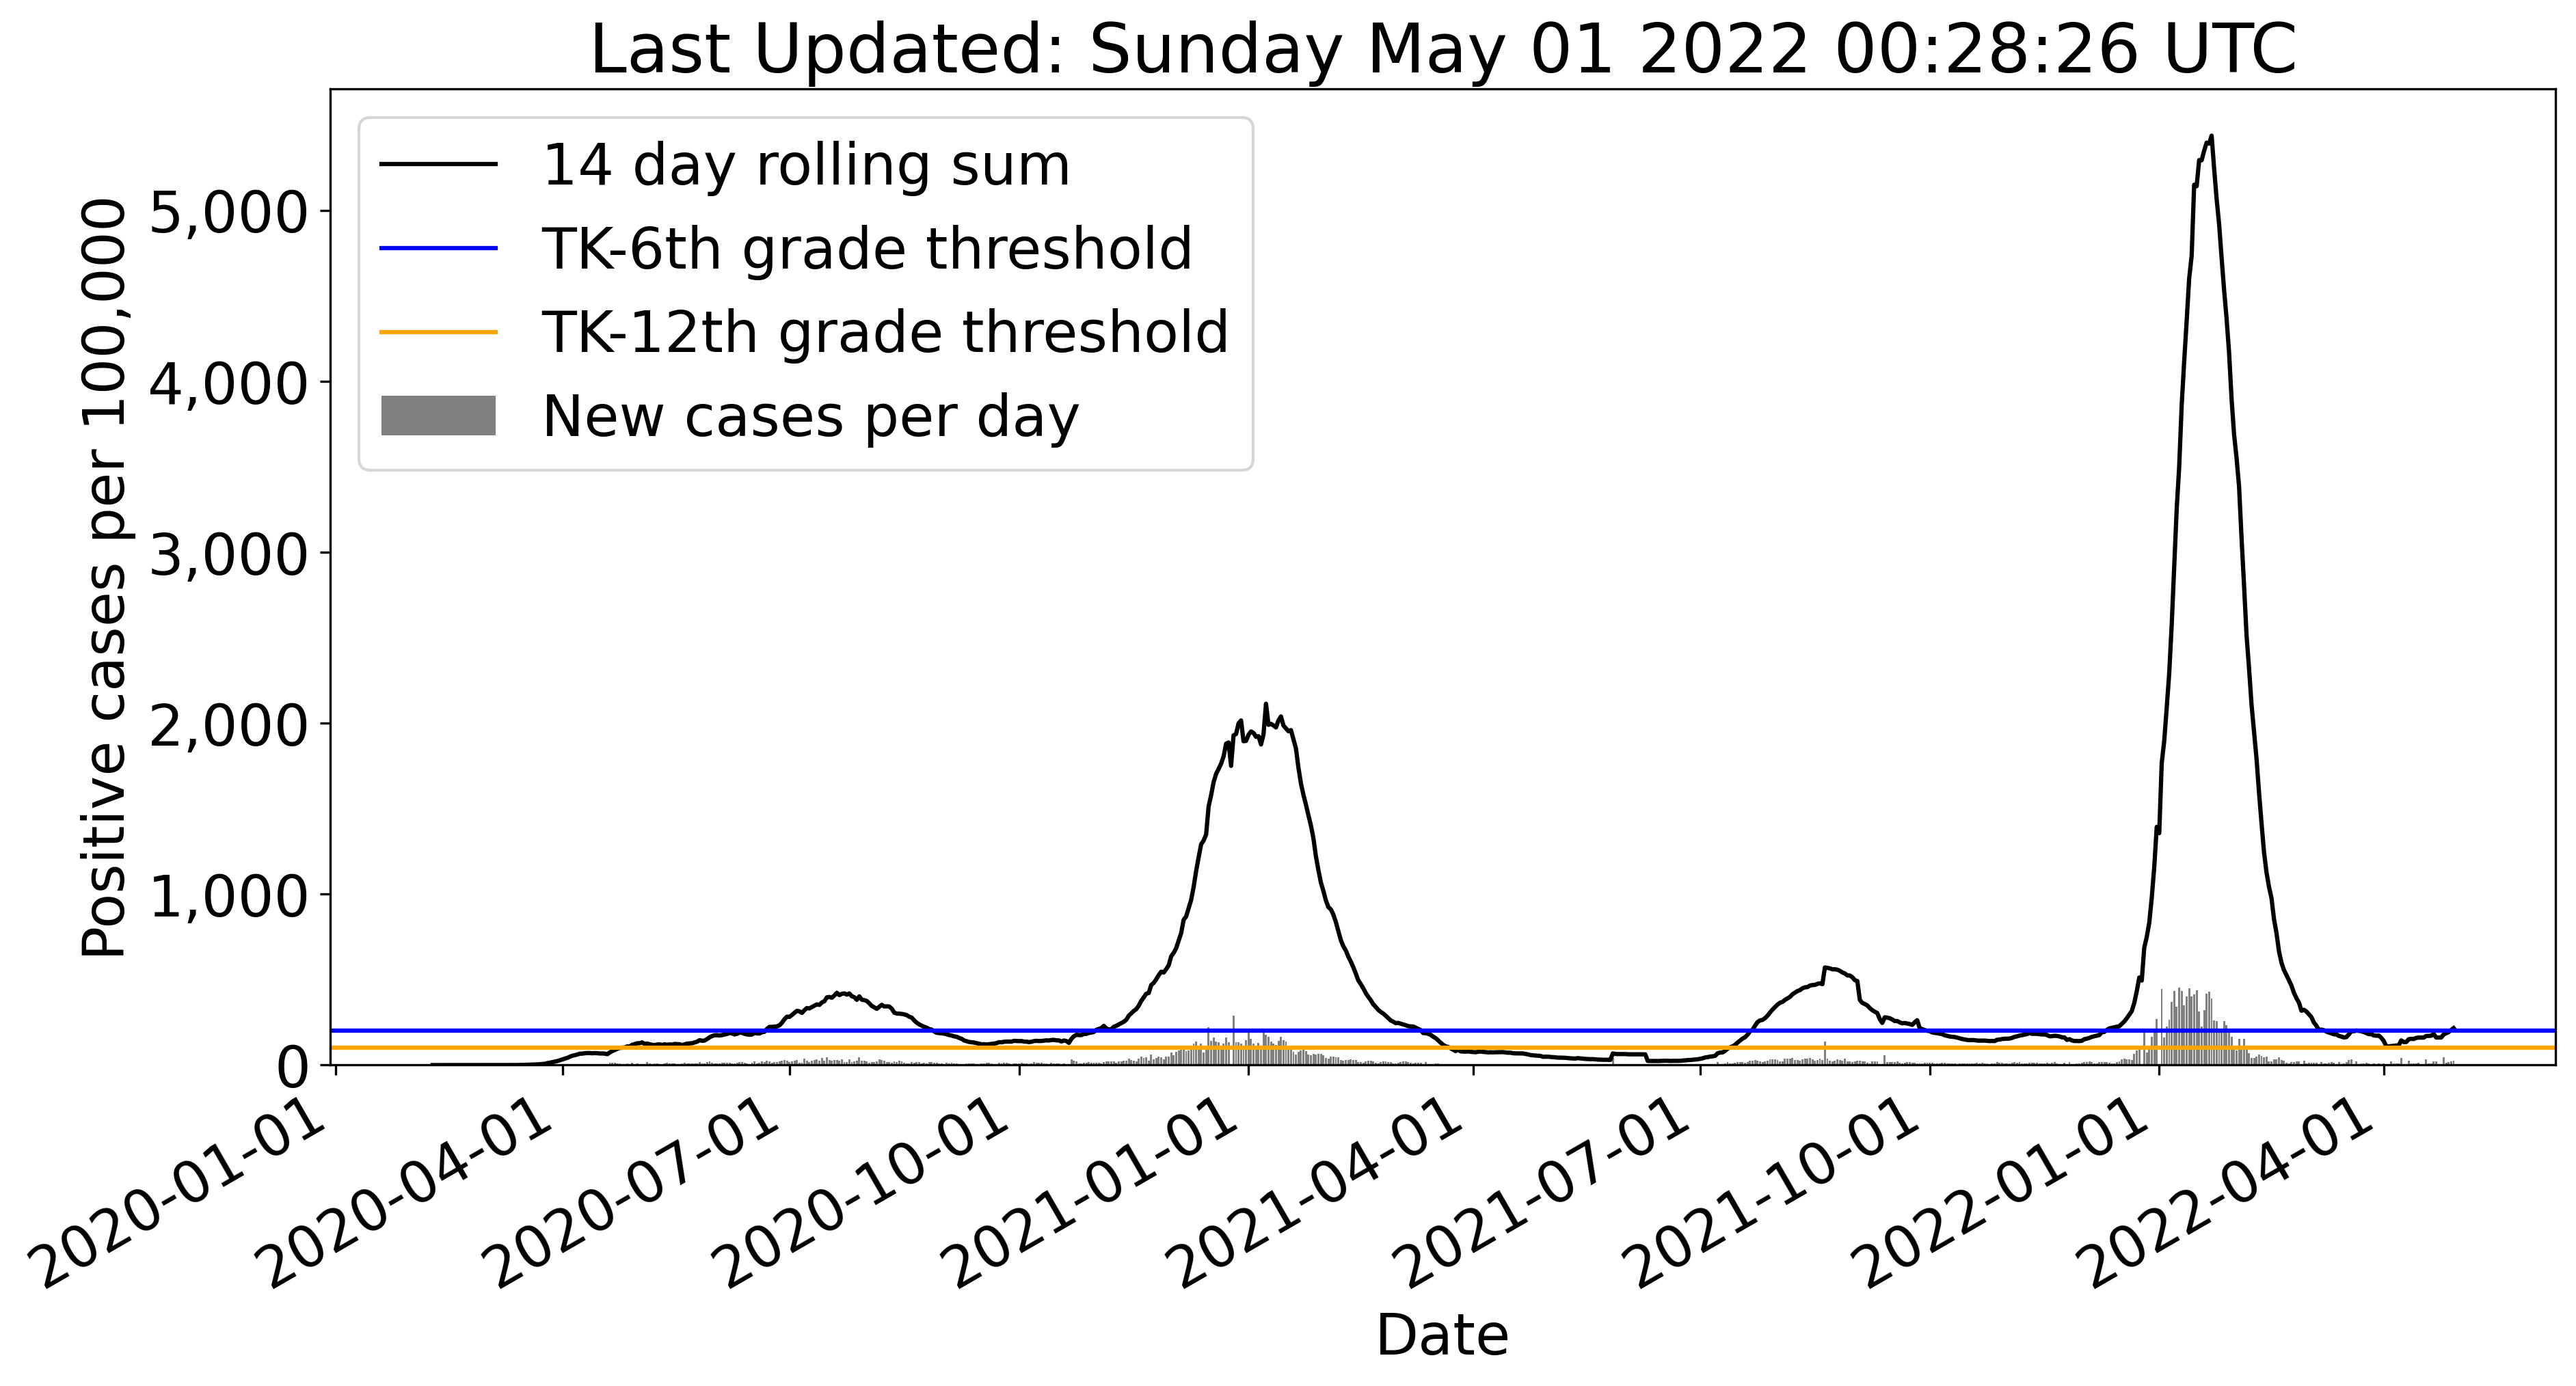 Last Updated: Sunday May 01 2022 00:28:26 UTC
14 day rolling sum
TK-6th grade threshold
TK-12th grade threshold
New cases per day
Positive cases per 100,000
5,000
4,000
3,000
2,000
1,000
0
2020-01-01
2020-04-01
2020-07-01
2020-10-01
2021-01-01
2021-04-01
2021-07-01
2021-10-01
2022-01-01
2022-04-01
Date